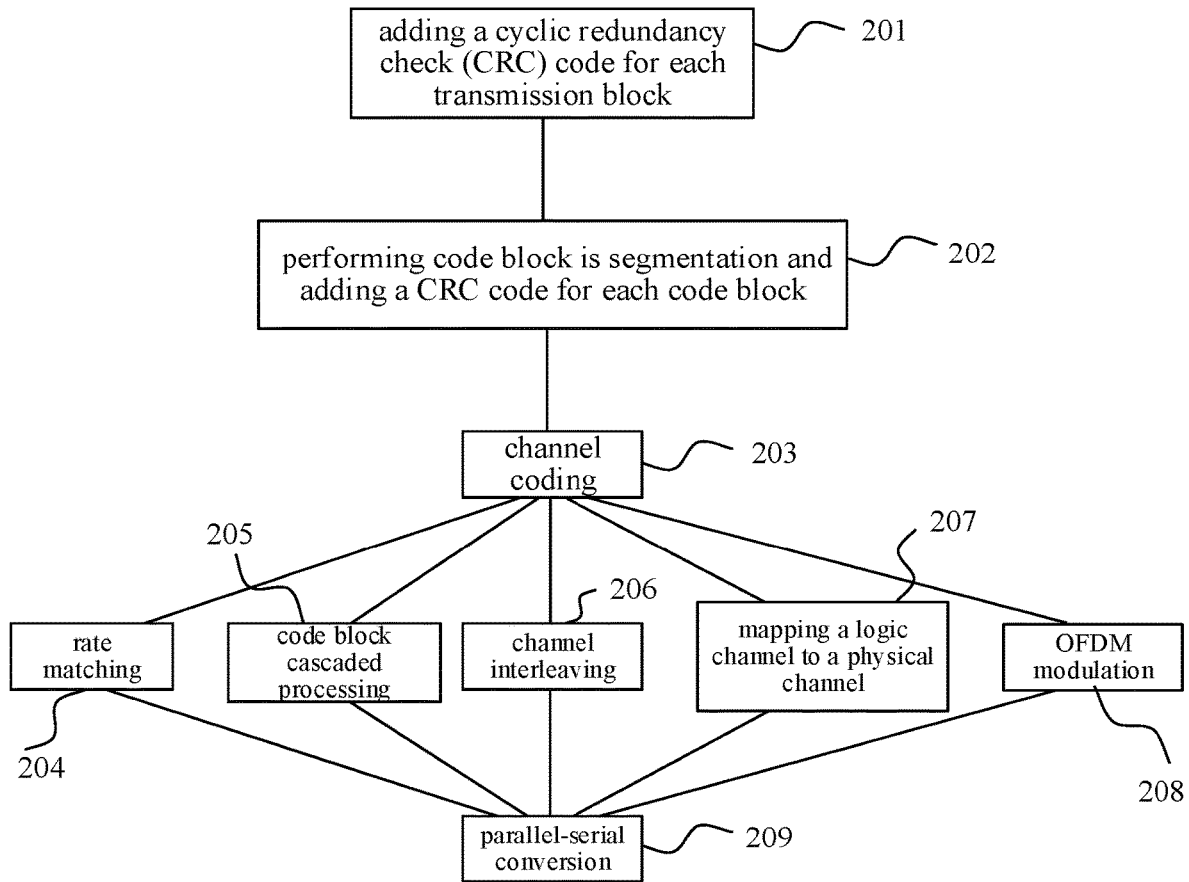 adding a cyclic redundancy
check (CRC) code for each
transmission block
201
performing code block is segmentation and
adding a CRC code for each code block
202
channel
coding
203
205
206
207
rate
matching
code block
cascaded
processing
channel
interleaving
mapping a logic
channel to a physical
channel
OFDM
modulation
204
208
parallel-serial
conversion
209